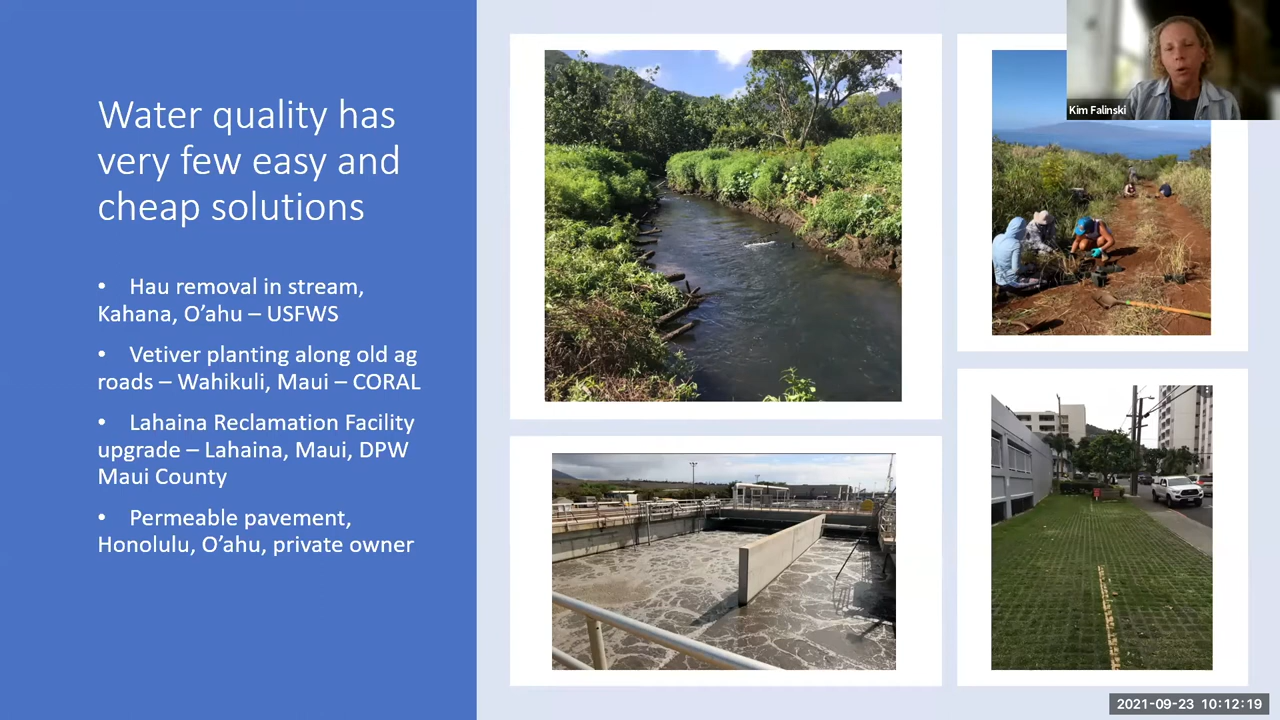 Water quality has
very few easy and
cheap solutions
• Hau removal in stream,
Kahana, O’ahu – USFWS
• Vetiver planting along old ag
roads – Wahikuli, Maui – CORAL
• Lahaina Reclamation Facility
upgrade – Lahaina, Maui, DPW
Maui County
• Permeable pavement,
Honolulu, O’ahu, private owner
Kim Falinski
2021-09-23 10:12:19